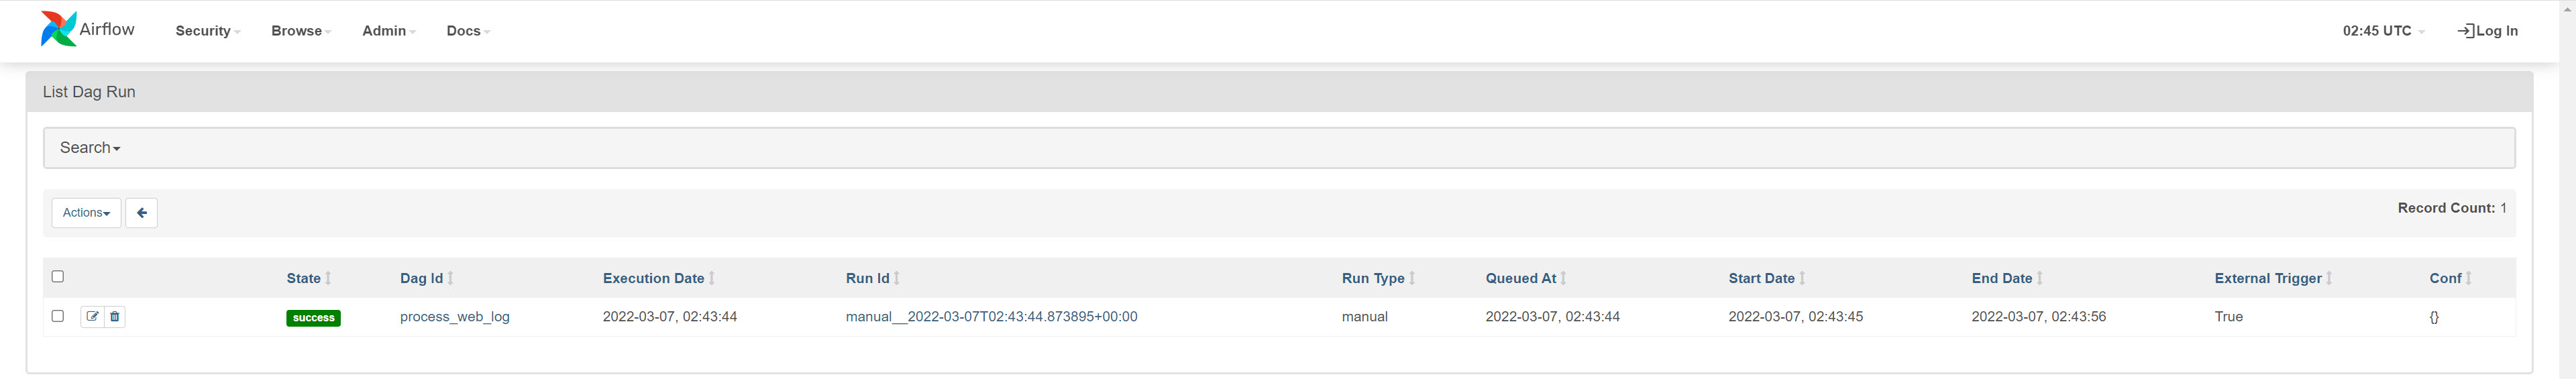 Airflow Security Browse Admin Docs 02:45 UTC Log In
List Dag Run
Search
Actions Record Count: 1
State Dag Id Execution Date Run Id Run Type Queued At Start Date End Date External Trigger Conf
success process_web_log 2022-03-07, 02:43:44 manual__2022-03-07T02:43:44.873895+00:00 manual 2022-03-07, 02:43:44 2022-03-07, 02:43:45 2022-03-07, 02:43:56 True {}